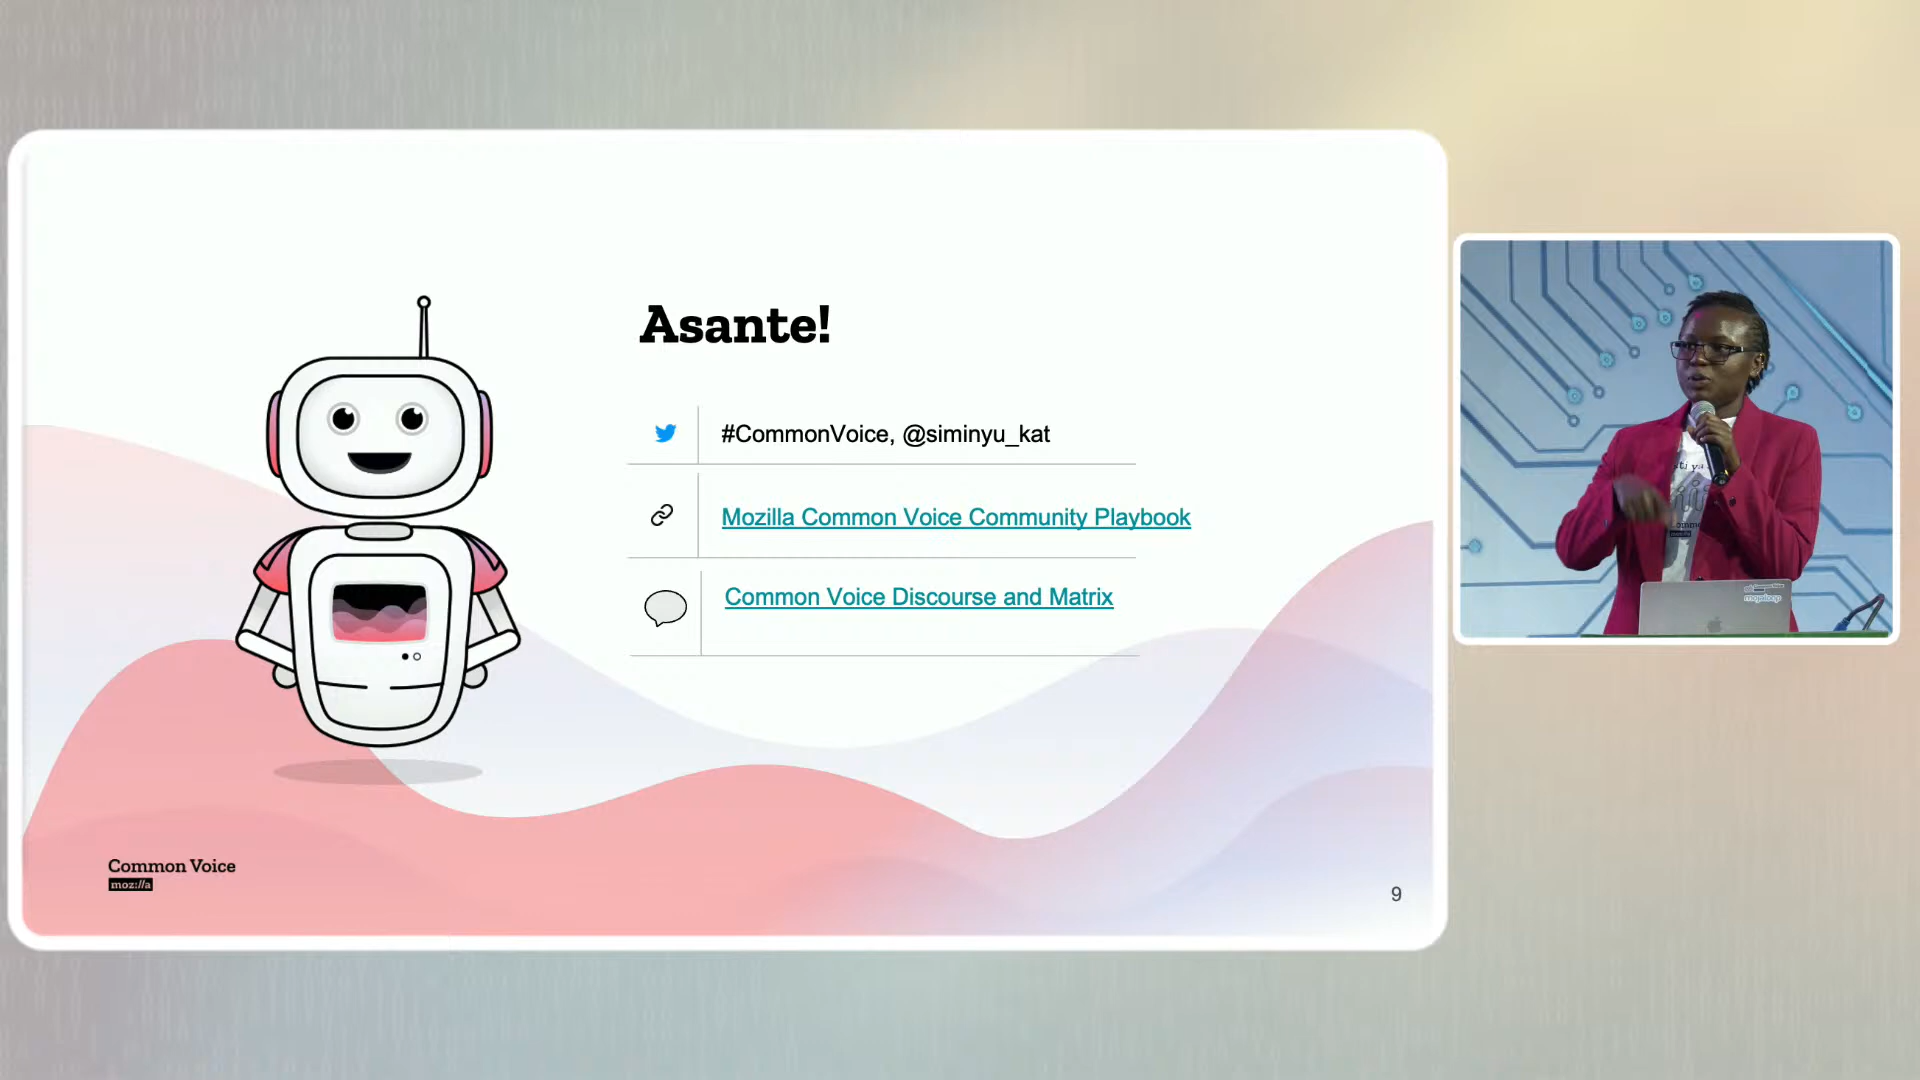 Asante!
#CommonVoice, @siminyu_kat
Mozilla Common Voice Community Playbook
Common Voice Discourse and Matrix
Common Voice
moz://a
9